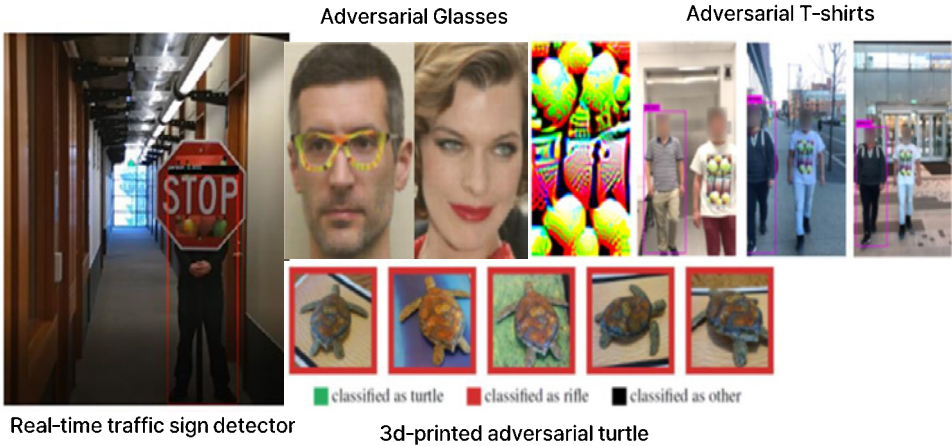 Adversarial Glasses
Adversarial T-shirts
STOP
classified as turtle
classified as rifle
classified as other
Real-time traffic sign detector
3d-printed adversarial turtle